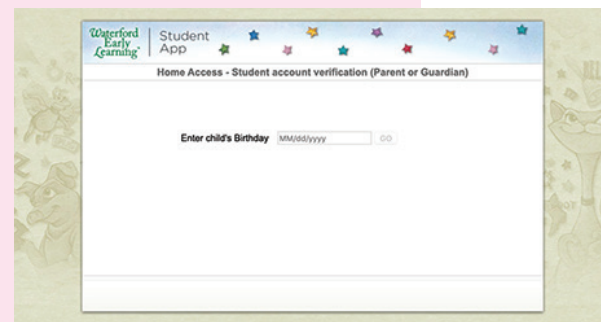 Waterford
Early
Learning
Student
App
Home Access - Student account verification (Parent or Guardian)
Enter child's Birthday MM/dd/yyyy GO